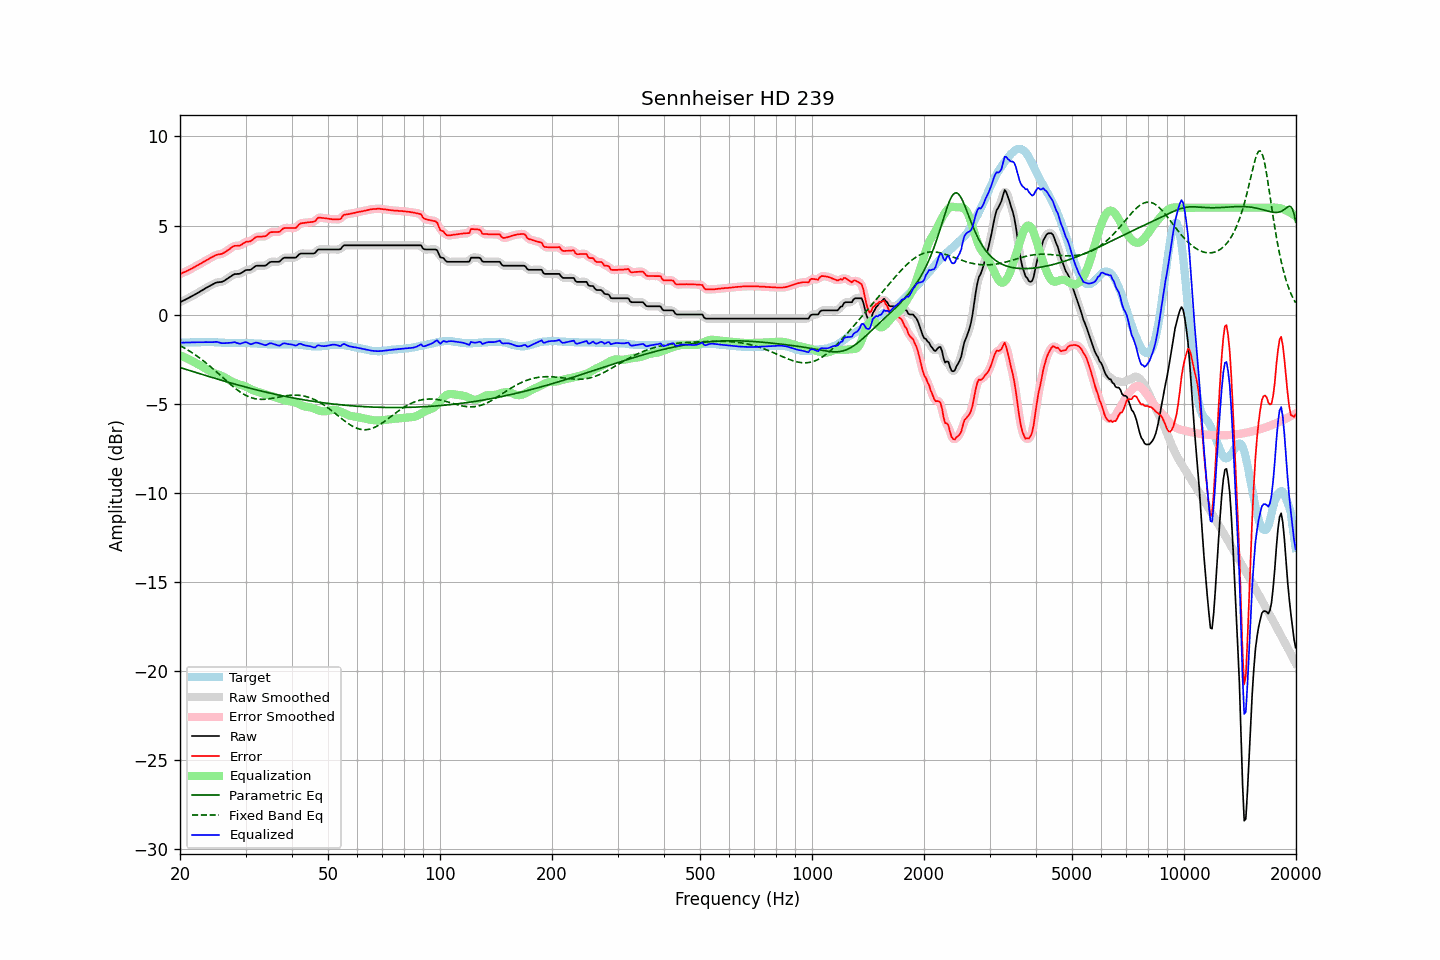 Sennheiser HD 239
Amplitude (dBr)
10
5
0
−5
−10
−15
−20
−25
−30
Target
Raw Smoothed
Error Smoothed
Raw
Error
Equalization
Parametric Eq
Fixed Band Eq
Equalized
20 50 100 200 500 1000 2000 5000 10000 20000
Frequency (Hz)